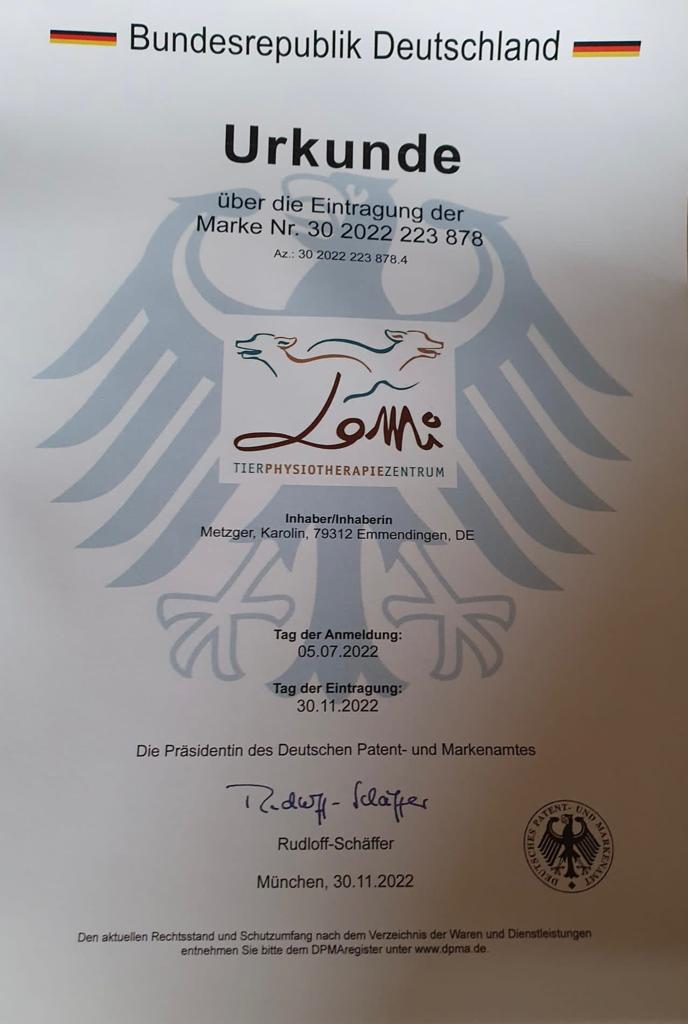 Bundesrepublik Deutschland
Urkunde
über die Eintragung der
Marke Nr. 30 2022 223 878
Az.: 30 2022 223 878.4
Lomi
TIERPHYSIOTHERAPIEZENTRUM
Inhaber/Inhaberin
Metzger, Karolin, 79312 Emmendingen, DE
Tag der Anmeldung:
05.07.2022
Tag der Eintragung:
30.11.2022
Die Präsidentin des Deutschen Patent- und Markenamtes
Rudloff-Schäffer
Rudloff-Schäffer
München, 30.11.2022
DEUTSCHES PATENT- UND MARKENAMT
Den aktuellen Rechtsstand und Schutzumfang nach dem Verzeichnis der Waren und Dienstleistungen
entnehmen Sie bitte dem DPMAregister unter www.dpma.de.